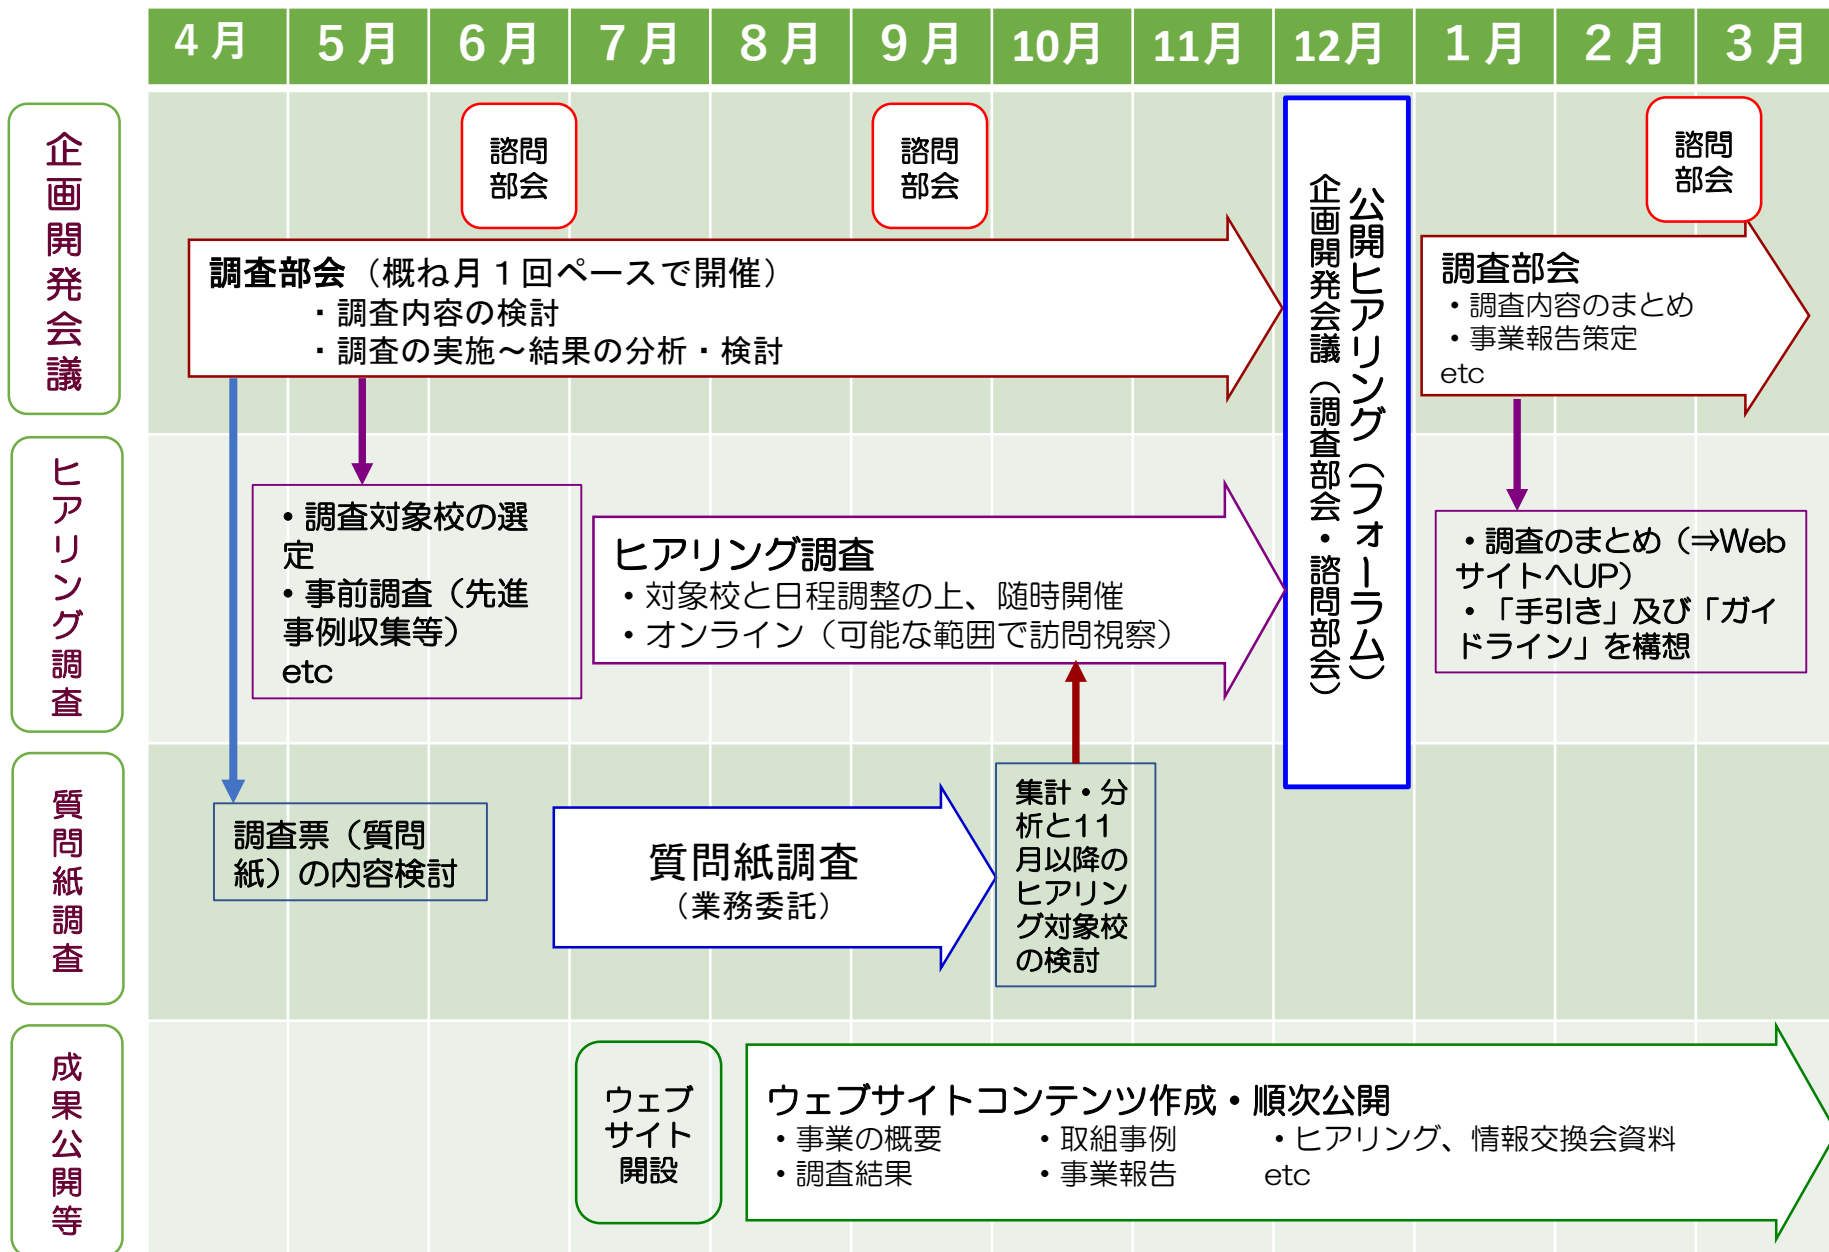 ４月 ５月 ６月 ７月 ８月 ９月 10月 11月 12月 １月 ２月 ３月
企画開発会議
諮問
部会
諮問
部会
諮問
部会
調査部会（概ね月１回ペースで開催）
・調査内容の検討
・調査の実施～結果の分析・検討
公開ヒアリング（フォーラム）
企画開発会議（調査部会・諮問部会）
調査部会
・調査内容のまとめ
・事業報告策定
etc
ヒアリング調査
・調査対象校の選
定
・事前調査（先進
事例収集等）
etc
ヒアリング調査
・対象校と日程調整の上、随時開催
・オンライン（可能な範囲で訪問視察）
・調査のまとめ（⇒Web
サイトへUP）
・「手引き」及び「ガイ
ドライン」を構想
質問紙調査
調査票（質問
紙）の内容検討
質問紙調査
（業務委託）
集計・分
析と11
月以降の
ヒアリン
グ対象校
の検討
成果公開等
ウェブ
サイト
開設
ウェブサイトコンテンツ作成・順次公開
・事業の概要 ・取組事例 ・ヒアリング、情報交換会資料
・調査結果 ・事業報告 etc